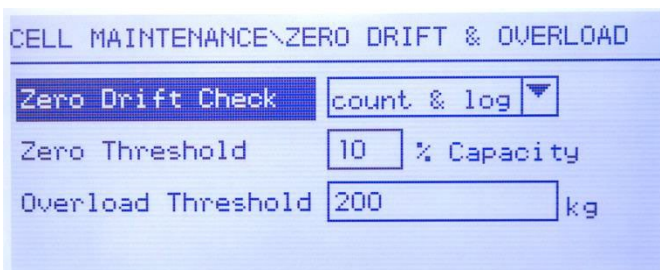 CELL MAINTENANCE\ZERO DRIFT & OVERLOAD
Zero Drift Check count & log
Zero Threshold 10 % Capacity
Overload Threshold 200 kg